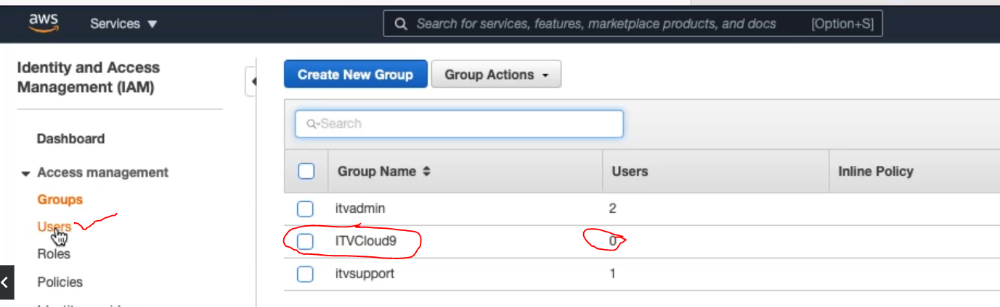 aws Services ▼ Search for services, features, marketplace products, and docs [Option+S]
Identity and Access
Management (IAM)
Dashboard
Access management
Groups
Users
Roles
Policies
Create New Group Group Actions
Search
Group Name Users Inline Policy
itvadmin 2
ITVCloud9 0
itvsupport 1